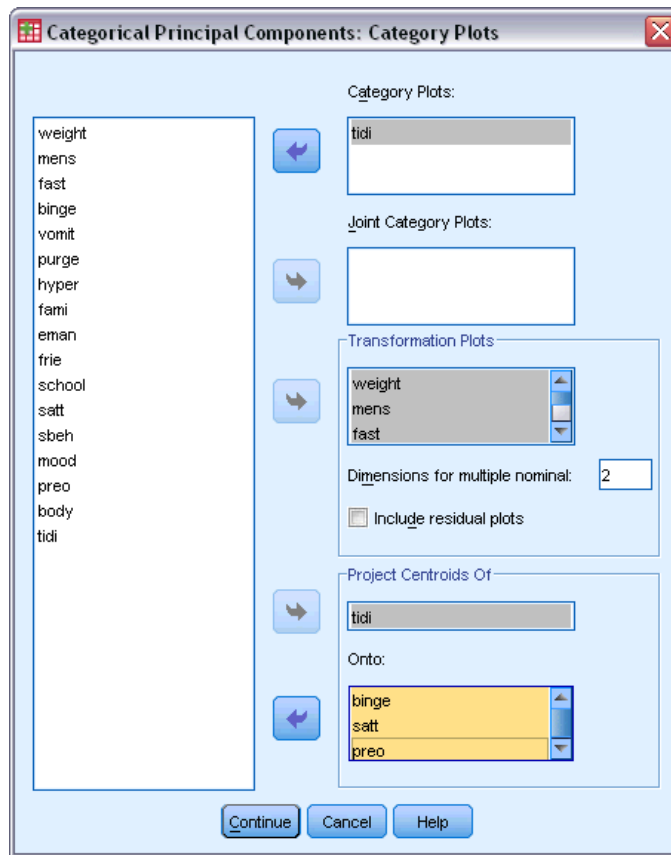 Categorical Principal Components: Category Plots
weight
mens
fast
binge
vomit
purge
hyper
fami
eman
frie
school
satt
sbeh
mood
preo
body
tidi
Category Plots:
tidi
Joint Category Plots:
Transformation Plots
weight
mens
fast
Dimensions for multiple nominal:
2
Include residual plots
Project Centroids Of
tidi
Onto:
binge
satt
preo
Continue
Cancel
Help